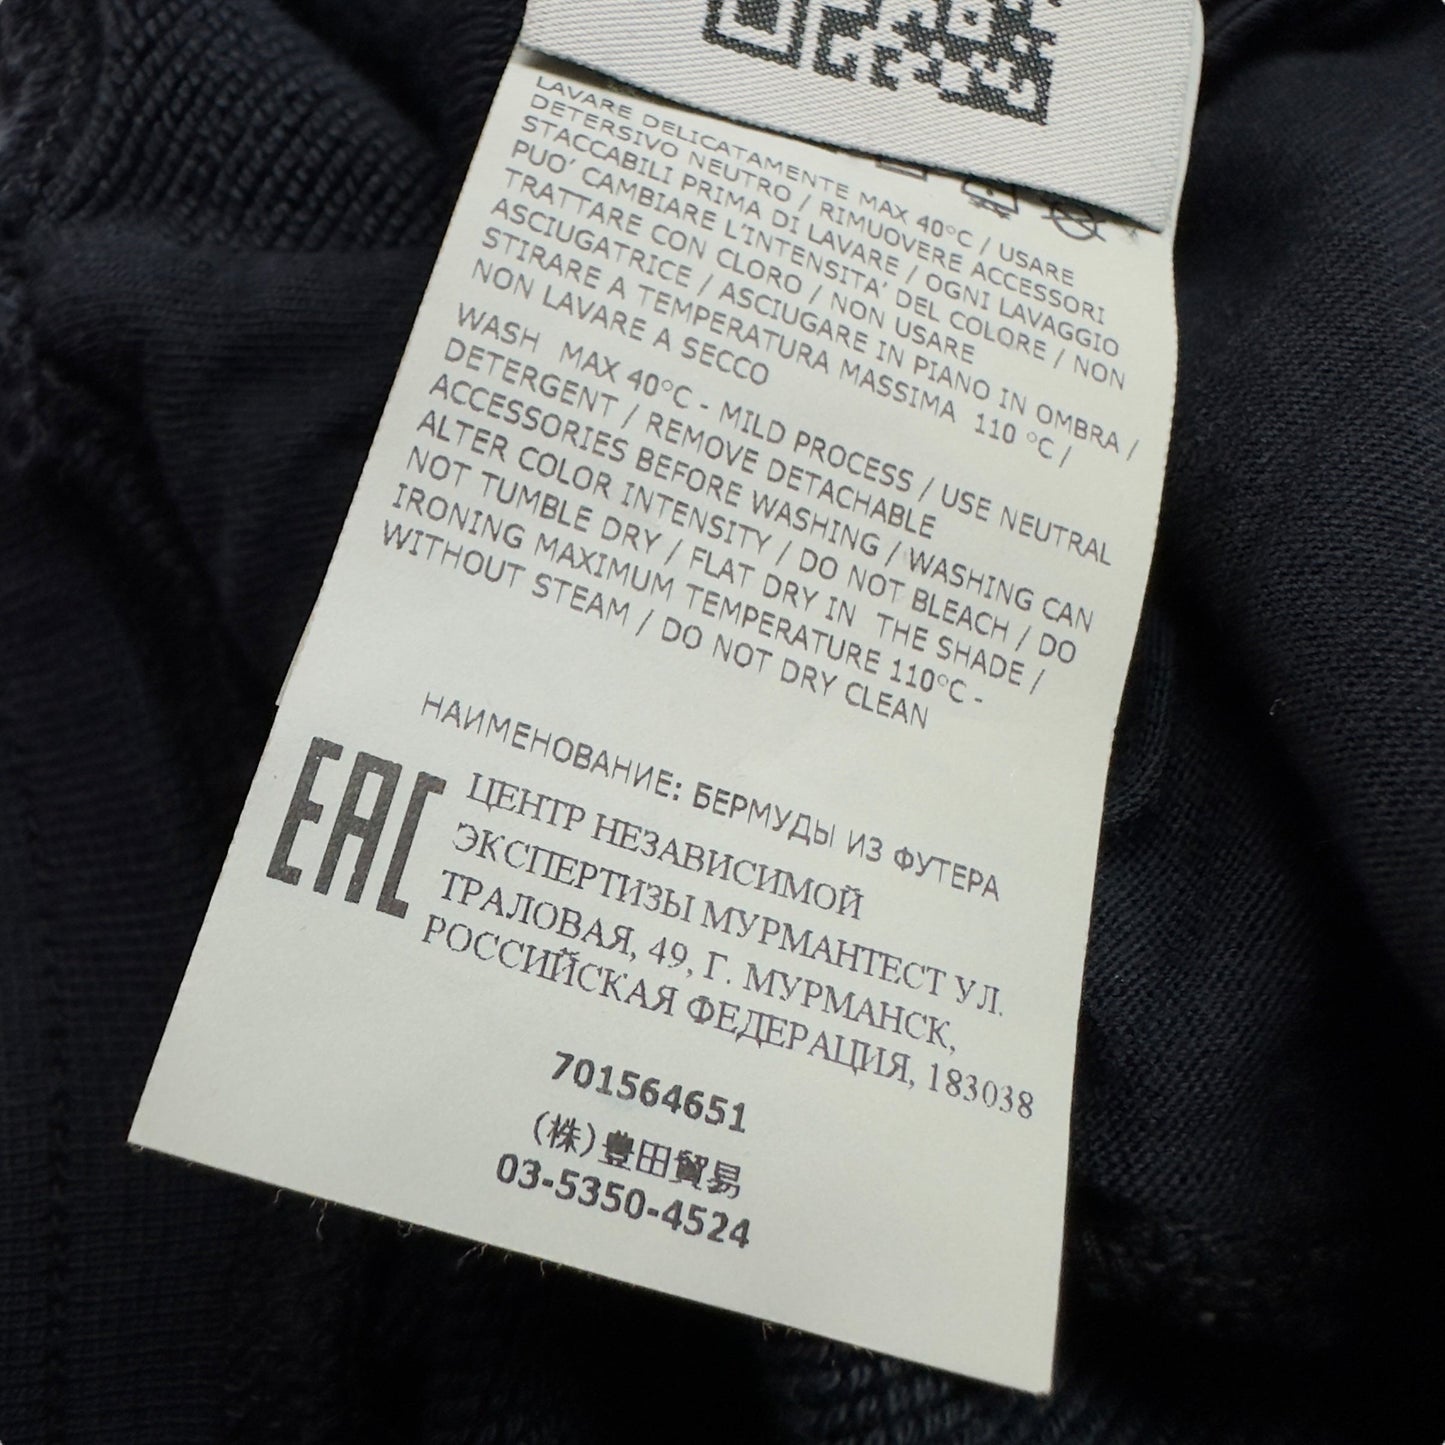 LAVARE DELICATAMENTE MAX 40°C / USARE
DETERSIVO NEUTRO / RIMUOVERE ACCESSORI
STACCABILI PRIMA DI LAVARE / OGNI LAVAGGIO
PUO' CAMBIARE L'INTENSITA' DEL COLORE / NON
TRATTARE CON CLORO / NON USARE
ASCIUGATRICE / ASCIUGARE IN PIANO IN OMBRA /
STIRARE A TEMPERATURA MASSIMA 110 °C /
NON LAVARE A SECCO
WASH MAX 40°C - MILD PROCESS / USE NEUTRAL
DETERGENT / REMOVE DETACHABLE
ACCESSORIES BEFORE WASHING / WASHING CAN
ALTER COLOR INTENSITY / DO NOT BLEACH / DO
NOT TUMBLE DRY / FLAT DRY IN THE SHADE /
IRONING MAXIMUM TEMPERATURE 110°C -
WITHOUT STEAM / DO NOT DRY CLEAN
НАИМЕНОВАНИЕ: БЕРМУДЫ ИЗ ФУТЕРА
EAC
ЦЕНТР НЕЗАВИСИМОЙ
ЭКСПЕРТИЗЫ МУРМАНТЕСТ УЛ.
ТРАЛОВАЯ, 49, Г. МУРМАНСК,
РОССИЙСКАЯ ФЕДЕРАЦИЯ, 183038
701564651
(株)豊田貿易
03-5350-4524